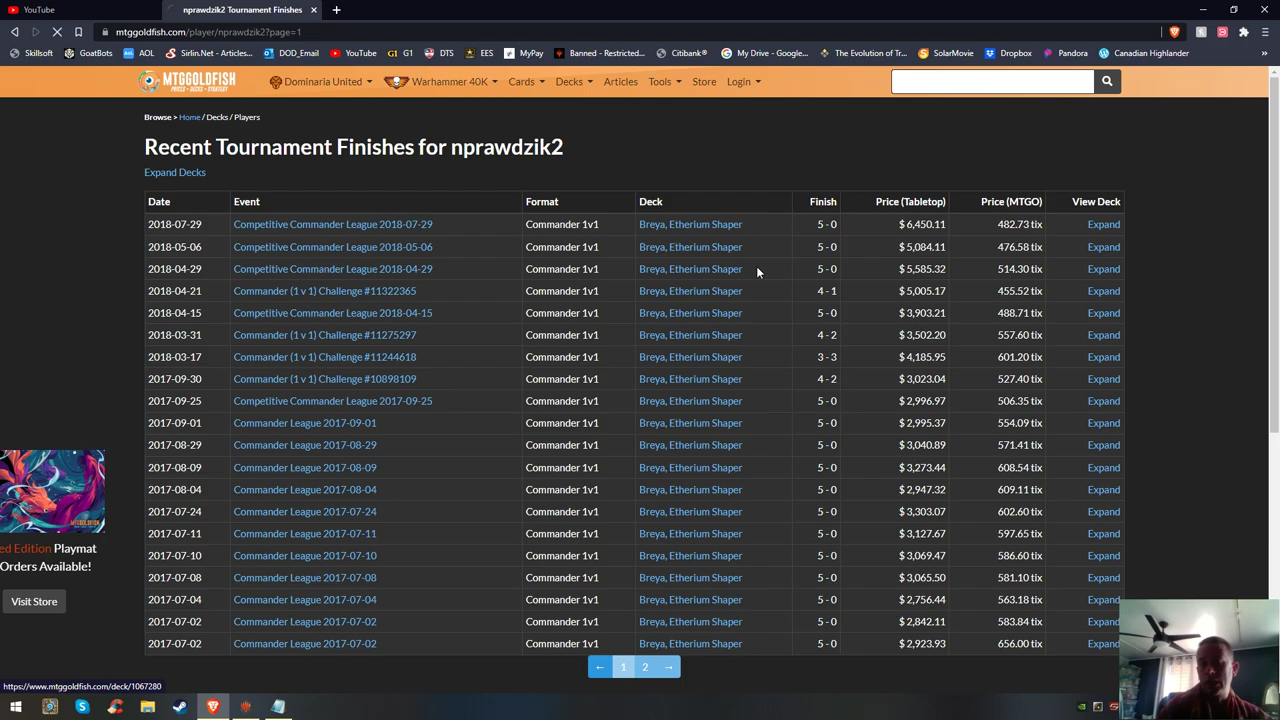 YouTube
nprawdzik2 Tournament Finishes
mtggoldfish.com/player/nprawdzik2?page=1
Skillsoft GoatBots AOL Sirlin.Net - Articles... DOD_Email YouTube G1 DTS EES MyPay Banned - Restricted... Citibank® My Drive – Google... The Evolution of Tra... SolarMovie Dropbox Pandora Canadian Highlander
MTGGOLDFISH Dominaria United Warhammer 40K Cards Decks Articles Tools Store Login
PRICES • DECKS • STRATEGY
Browse > Home / Decks / Players
Recent Tournament Finishes for nprawdzik2
Expand Decks
Date Event Format Deck Finish Price (Tabletop) Price (MTGO) View Deck
2018-07-29 Competitive Commander League 2018-07-29 Commander 1v1 Breya, Etherium Shaper 5 - 0 $ 6,450.11 482.73 tix Expand
2018-05-06 Competitive Commander League 2018-05-06 Commander 1v1 Breya, Etherium Shaper 5 - 0 $ 5,084.11 476.58 tix Expand
2018-04-29 Competitive Commander League 2018-04-29 Commander 1v1 Breya, Etherium Shaper 5 - 0 $ 5,585.32 514.30 tix Expand
2018-04-21 Commander (1 v 1) Challenge #11322365 Commander 1v1 Breya, Etherium Shaper 4 - 1 $ 5,005.17 455.52 tix Expand
2018-04-15 Competitive Commander League 2018-04-15 Commander 1v1 Breya, Etherium Shaper 5 - 0 $ 3,903.21 488.71 tix Expand
2018-03-31 Commander (1 v 1) Challenge #11275297 Commander 1v1 Breya, Etherium Shaper 4 - 2 $ 3,502.20 557.60 tix Expand
2018-03-17 Commander (1 v 1) Challenge #11244618 Commander 1v1 Breya, Etherium Shaper 3 - 3 $ 4,185.95 601.20 tix Expand
2017-09-30 Commander (1 v 1) Challenge #10898109 Commander 1v1 Breya, Etherium Shaper 4 - 2 $ 3,023.04 527.40 tix Expand
2017-09-25 Competitive Commander League 2017-09-25 Commander 1v1 Breya, Etherium Shaper 5 - 0 $ 2,996.97 506.35 tix Expand
2017-09-01 Commander League 2017-09-01 Commander 1v1 Breya, Etherium Shaper 5 - 0 $ 2,995.37 554.09 tix Expand
2017-08-29 Commander League 2017-08-29 Commander 1v1 Breya, Etherium Shaper 5 - 0 $ 3,040.89 571.41 tix Expand
2017-08-09 Commander League 2017-08-09 Commander 1v1 Breya, Etherium Shaper 5 - 0 $ 3,273.44 608.54 tix Expand
2017-08-04 Commander League 2017-08-04 Commander 1v1 Breya, Etherium Shaper 5 - 0 $ 2,947.32 609.11 tix Expand
2017-07-24 Commander League 2017-07-24 Commander 1v1 Breya, Etherium Shaper 5 - 0 $ 3,303.07 602.60 tix Expand
2017-07-11 Commander League 2017-07-11 Commander 1v1 Breya, Etherium Shaper 5 - 0 $ 3,127.67 597.65 tix Expand
2017-07-10 Commander League 2017-07-10 Commander 1v1 Breya, Etherium Shaper 5 - 0 $ 3,069.47 586.60 tix Expand
2017-07-08 Commander League 2017-07-08 Commander 1v1 Breya, Etherium Shaper 5 - 0 $ 3,065.50 581.10 tix Expand
2017-07-04 Commander League 2017-07-04 Commander 1v1 Breya, Etherium Shaper 5 - 0 $ 2,756.44 563.18 tix Expand
2017-07-02 Commander League 2017-07-02 Commander 1v1 Breya, Etherium Shaper 5 - 0 $ 2,842.11 583.84 tix Expand
2017-07-02 Commander League 2017-07-02 Commander 1v1 Breya, Etherium Shaper 5 - 0 $ 2,923.93 656.00 tix Expand
← 1 2 →
MTGGOLDFISH
ed Edition Playmat
Orders Available!
Visit Store
https://www.mtggoldfish.com/deck/1067280